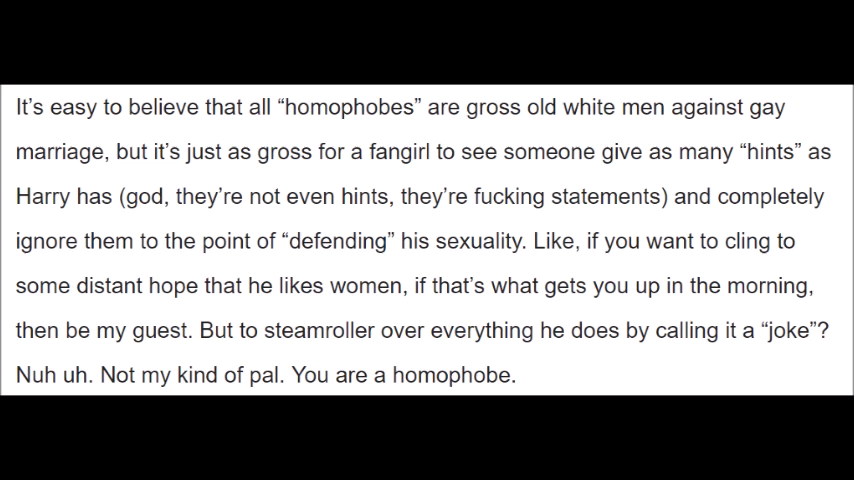 It’s easy to believe that all “homophobes” are gross old white men against gay
marriage, but it’s just as gross for a fangirl to see someone give as many “hints” as
Harry has (god, they’re not even hints, they’re fucking statements) and completely
ignore them to the point of “defending” his sexuality. Like, if you want to cling to
some distant hope that he likes women, if that’s what gets you up in the morning,
then be my guest. But to steamroller over everything he does by calling it a “joke”?
Nuh uh. Not my kind of pal. You are a homophobe.